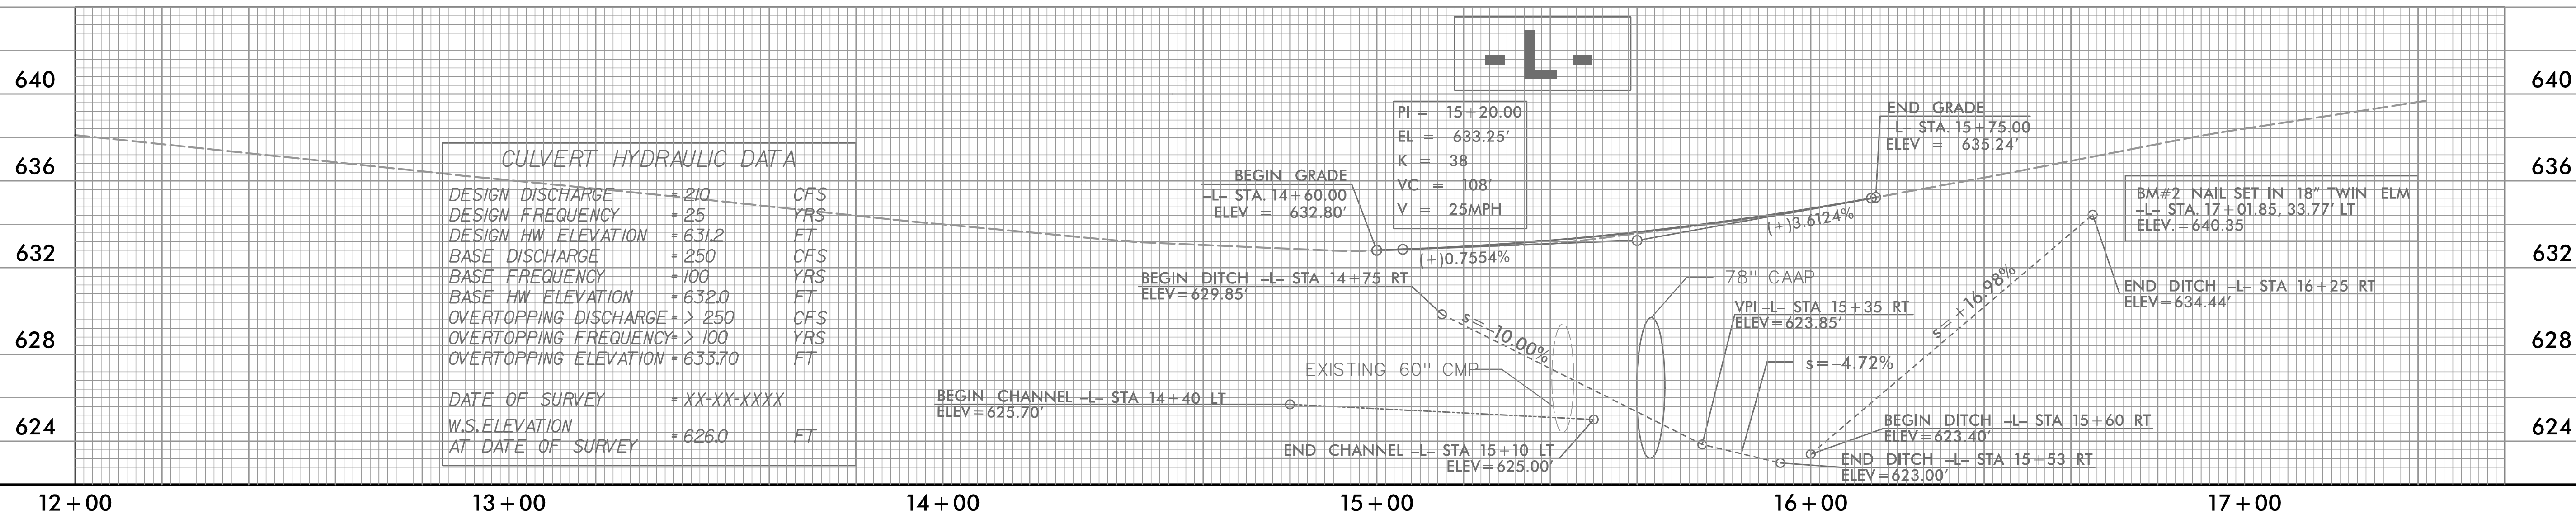 -L-
640
636
632
628
624
640
636
632
628
624
CULVERT HYDRAULIC DATA
DESIGN DISCHARGE = 210 CFS
DESIGN FREQUENCY = 25 YRS
DESIGN HW ELEVATION = 631.2 FT
BASE DISCHARGE = 250 CFS
BASE FREQUENCY = 100 YRS
BASE HW ELEVATION = 632.0 FT
OVERTOPPING DISCHARGE = > 250 CFS
OVERTOPPING FREQUENCY = > 100 YRS
OVERTOPPING ELEVATION = 633.70 FT
DATE OF SURVEY = XX-XX-XXXX
W.S. ELEVATION
AT DATE OF SURVEY = 626.0 FT
BEGIN GRADE
-L- STA. 14+60.00
ELEV = 632.80'
PI = 15+20.00
EL = 633.25'
K = 38
VC = 108'
V = 25MPH
END GRADE
-L- STA. 15+75.00
ELEV = 635.24'
(+)0.7554%
(+)3.6124%
BM#2 NAIL SET IN 18" TWIN ELM
-L- STA. 17+01.85, 33.77' LT
ELEV.=640.35
BEGIN DITCH -L- STA 14+75 RT
ELEV=629.85'
s=-10.00%
EXISTING 60" CMP
78" CAAP
VPI -L- STA 15+35 RT
ELEV=623.85'
s=-4.72%
s= +16.98%
END DITCH -L- STA 16+25 RT
ELEV=634.44'
BEGIN CHANNEL -L- STA 14+40 LT
ELEV=625.70'
END CHANNEL -L- STA 15+10 LT
ELEV=625.00'
BEGIN DITCH -L- STA 15+60 RT
ELEV=623.40'
END DITCH -L- STA 15+53 RT
ELEV=623.00'
12+00 13+00 14+00 15+00 16+00 17+00